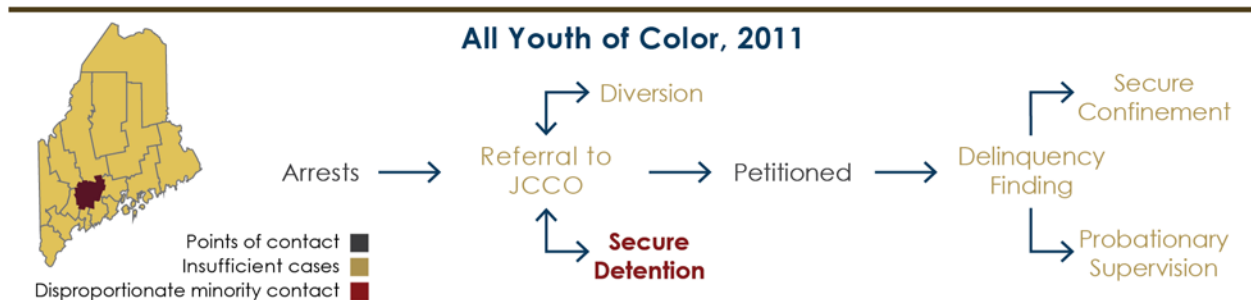 All Youth of Color, 2011
Diversion
Secure
Confinement
Arrests
Referral to
JCCO
Petitioned
Delinquency
Finding
Secure
Detention
Probationary
Supervision
Points of contact
Insufficient cases
Disproportionate minority contact